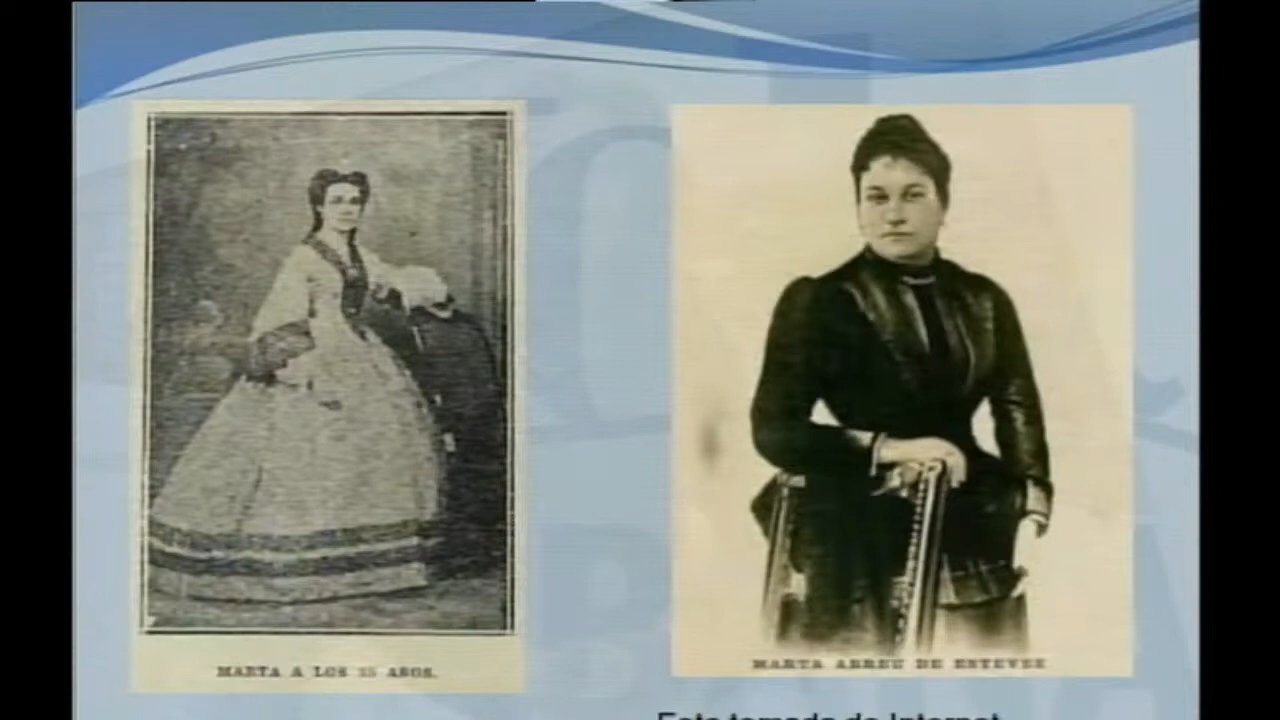 MARTA A LOS AÑOS.
MARTA ABREU DE ESTEVEZ
Foto tomada de Internet